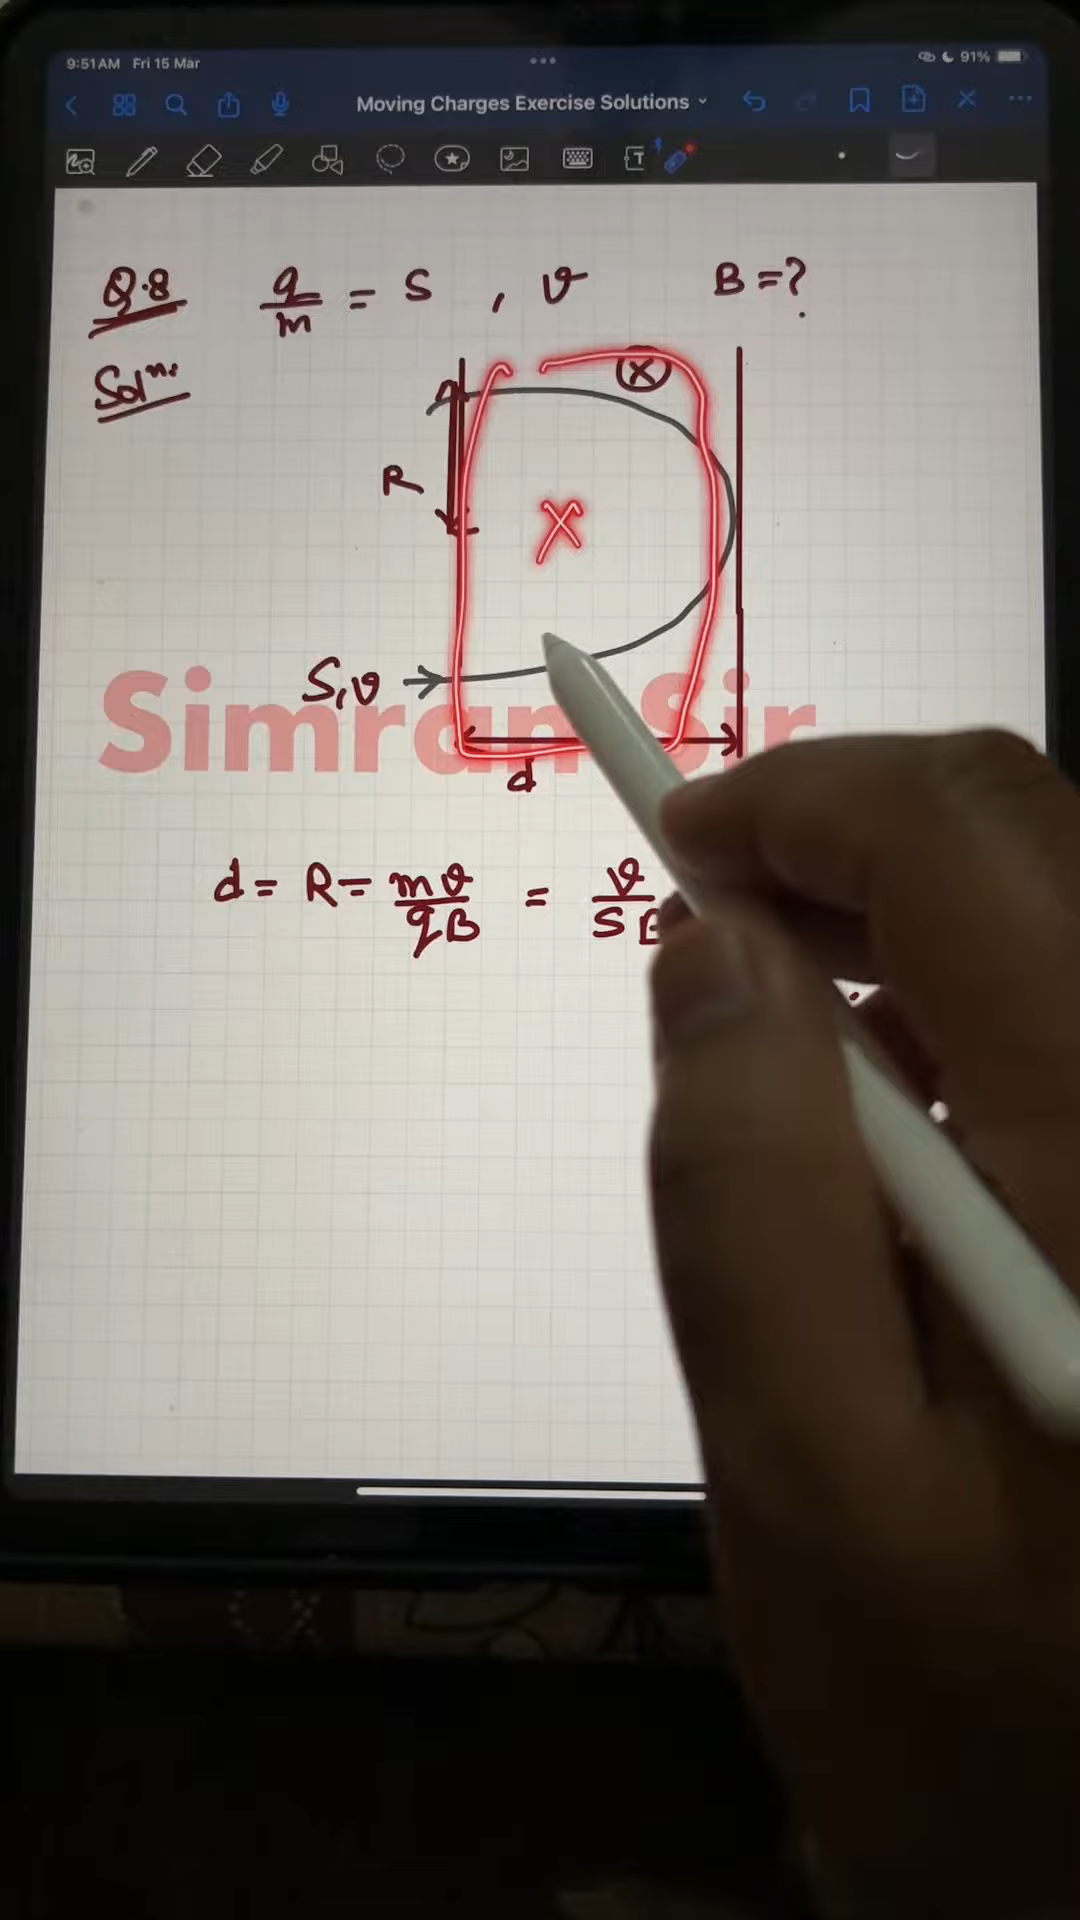 9:51 AM Fri 15 Mar
91%
Moving Charges Exercise Solutions
T
Q.8 q/m = S , v B = ?
Solⁿ.
X
R
X
S, v
Simran Sir
d
d = R = mv/qB = v/SB